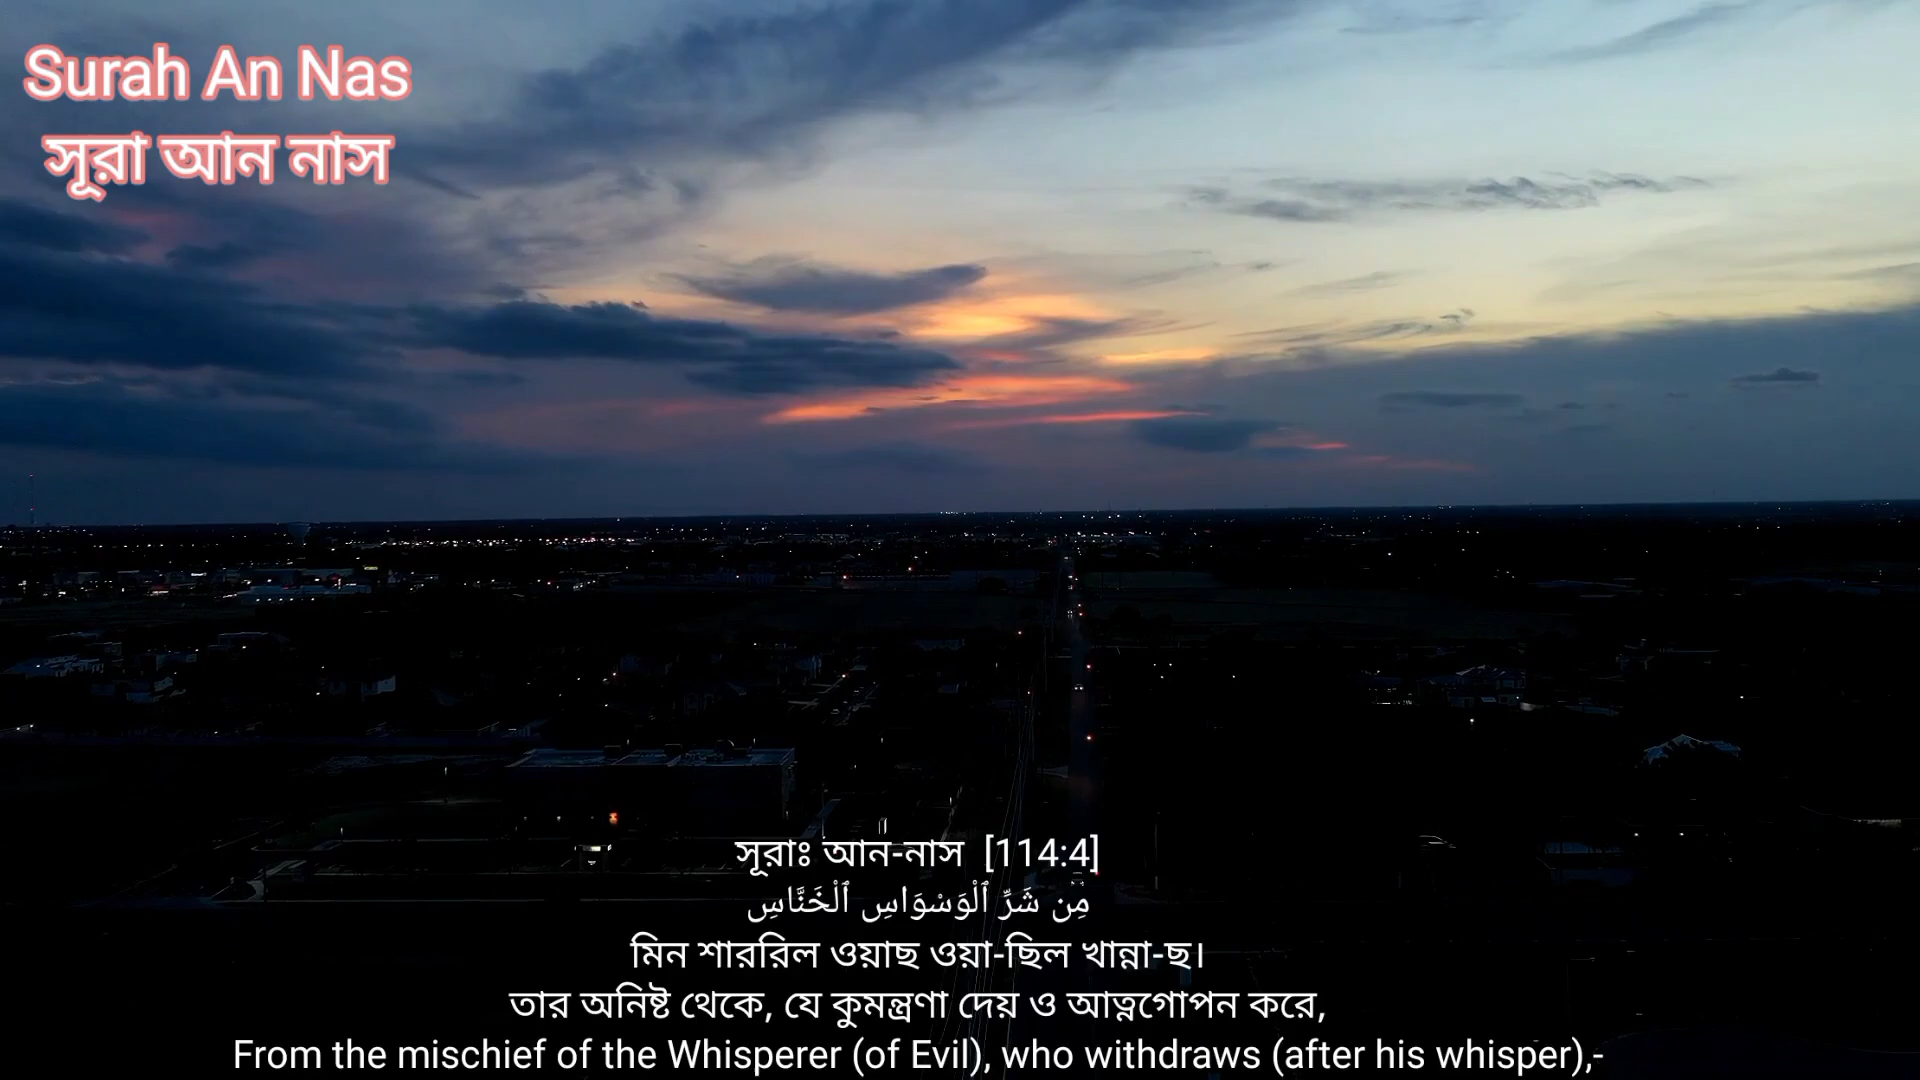 Surah An Nas
সূরা আন নাস
সূরাঃ আন-নাস [114:4]
مِن شَرِّ ٱلْوَسْوَاسِ ٱلْخَنَّاسِ
মিন শাররিল ওয়াছ ওয়া-ছিল খান্না-ছ।
তার অনিষ্ট থেকে, যে কুমন্ত্রণা দেয় ও আত্নগোপন করে,
From the mischief of the Whisperer (of Evil), who withdraws (after his whisper),-